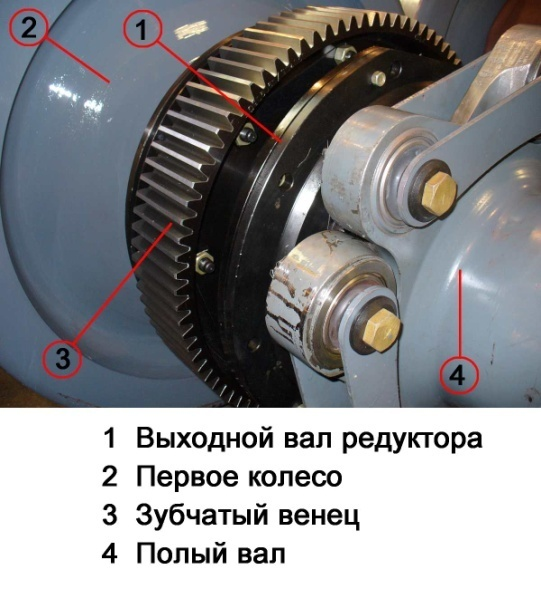 2
1
3
4
1 Выходной вал редуктора
2 Первое колесо
3 Зубчатый венец
4 Полый вал